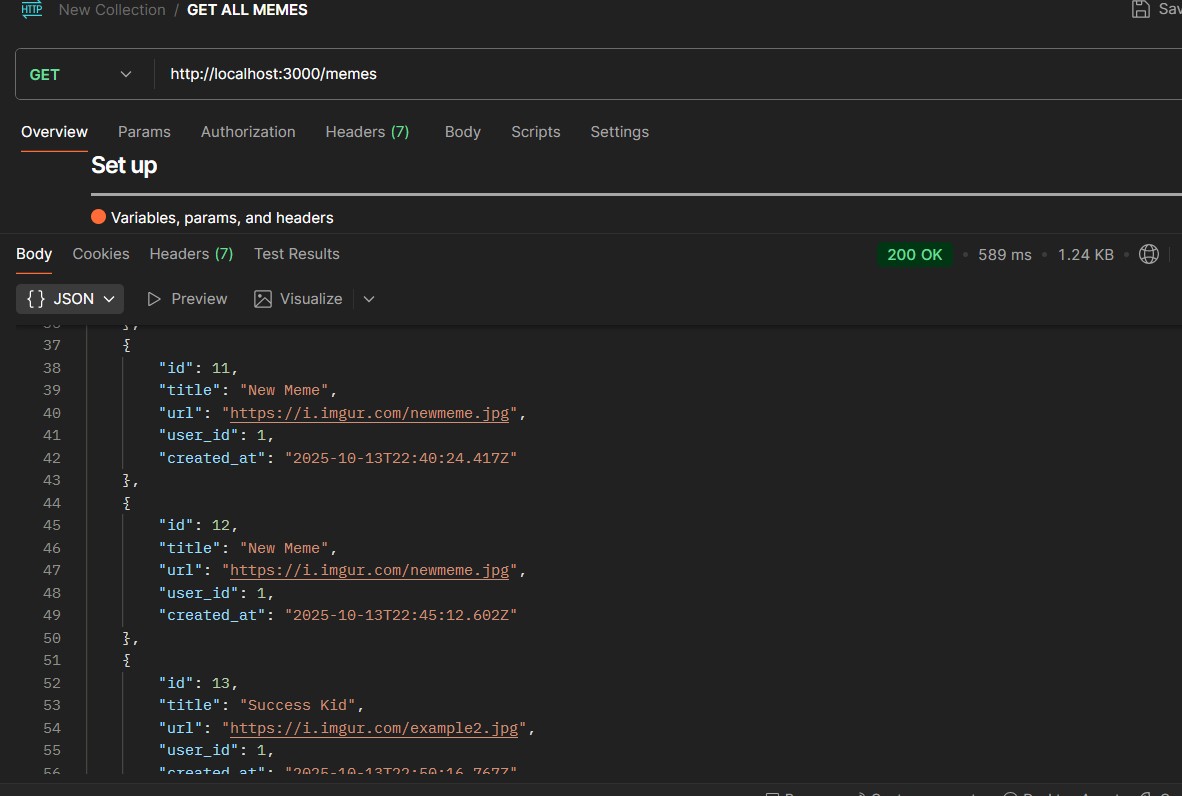 HTTP New Collection / GET ALL MEMES
GET http://localhost:3000/memes
Overview Params Authorization Headers (7) Body Scripts Settings
Set up
Variables, params, and headers
Body Cookies Headers (7) Test Results 200 OK • 589 ms • 1.24 KB •
{} JSON Preview Visualize
36 },
37 {
38 "id": 11,
39 "title": "New Meme",
40 "url": "https://i.imgur.com/newmeme.jpg",
41 "user_id": 1,
42 "created_at": "2025-10-13T22:40:24.417Z"
43 },
44 {
45 "id": 12,
46 "title": "New Meme",
47 "url": "https://i.imgur.com/newmeme.jpg",
48 "user_id": 1,
49 "created_at": "2025-10-13T22:45:12.602Z"
50 },
51 {
52 "id": 13,
53 "title": "Success Kid",
54 "url": "https://i.imgur.com/example2.jpg",
55 "user_id": 1,
56 "created_at": "2025-10-13T22:50:16.767Z"